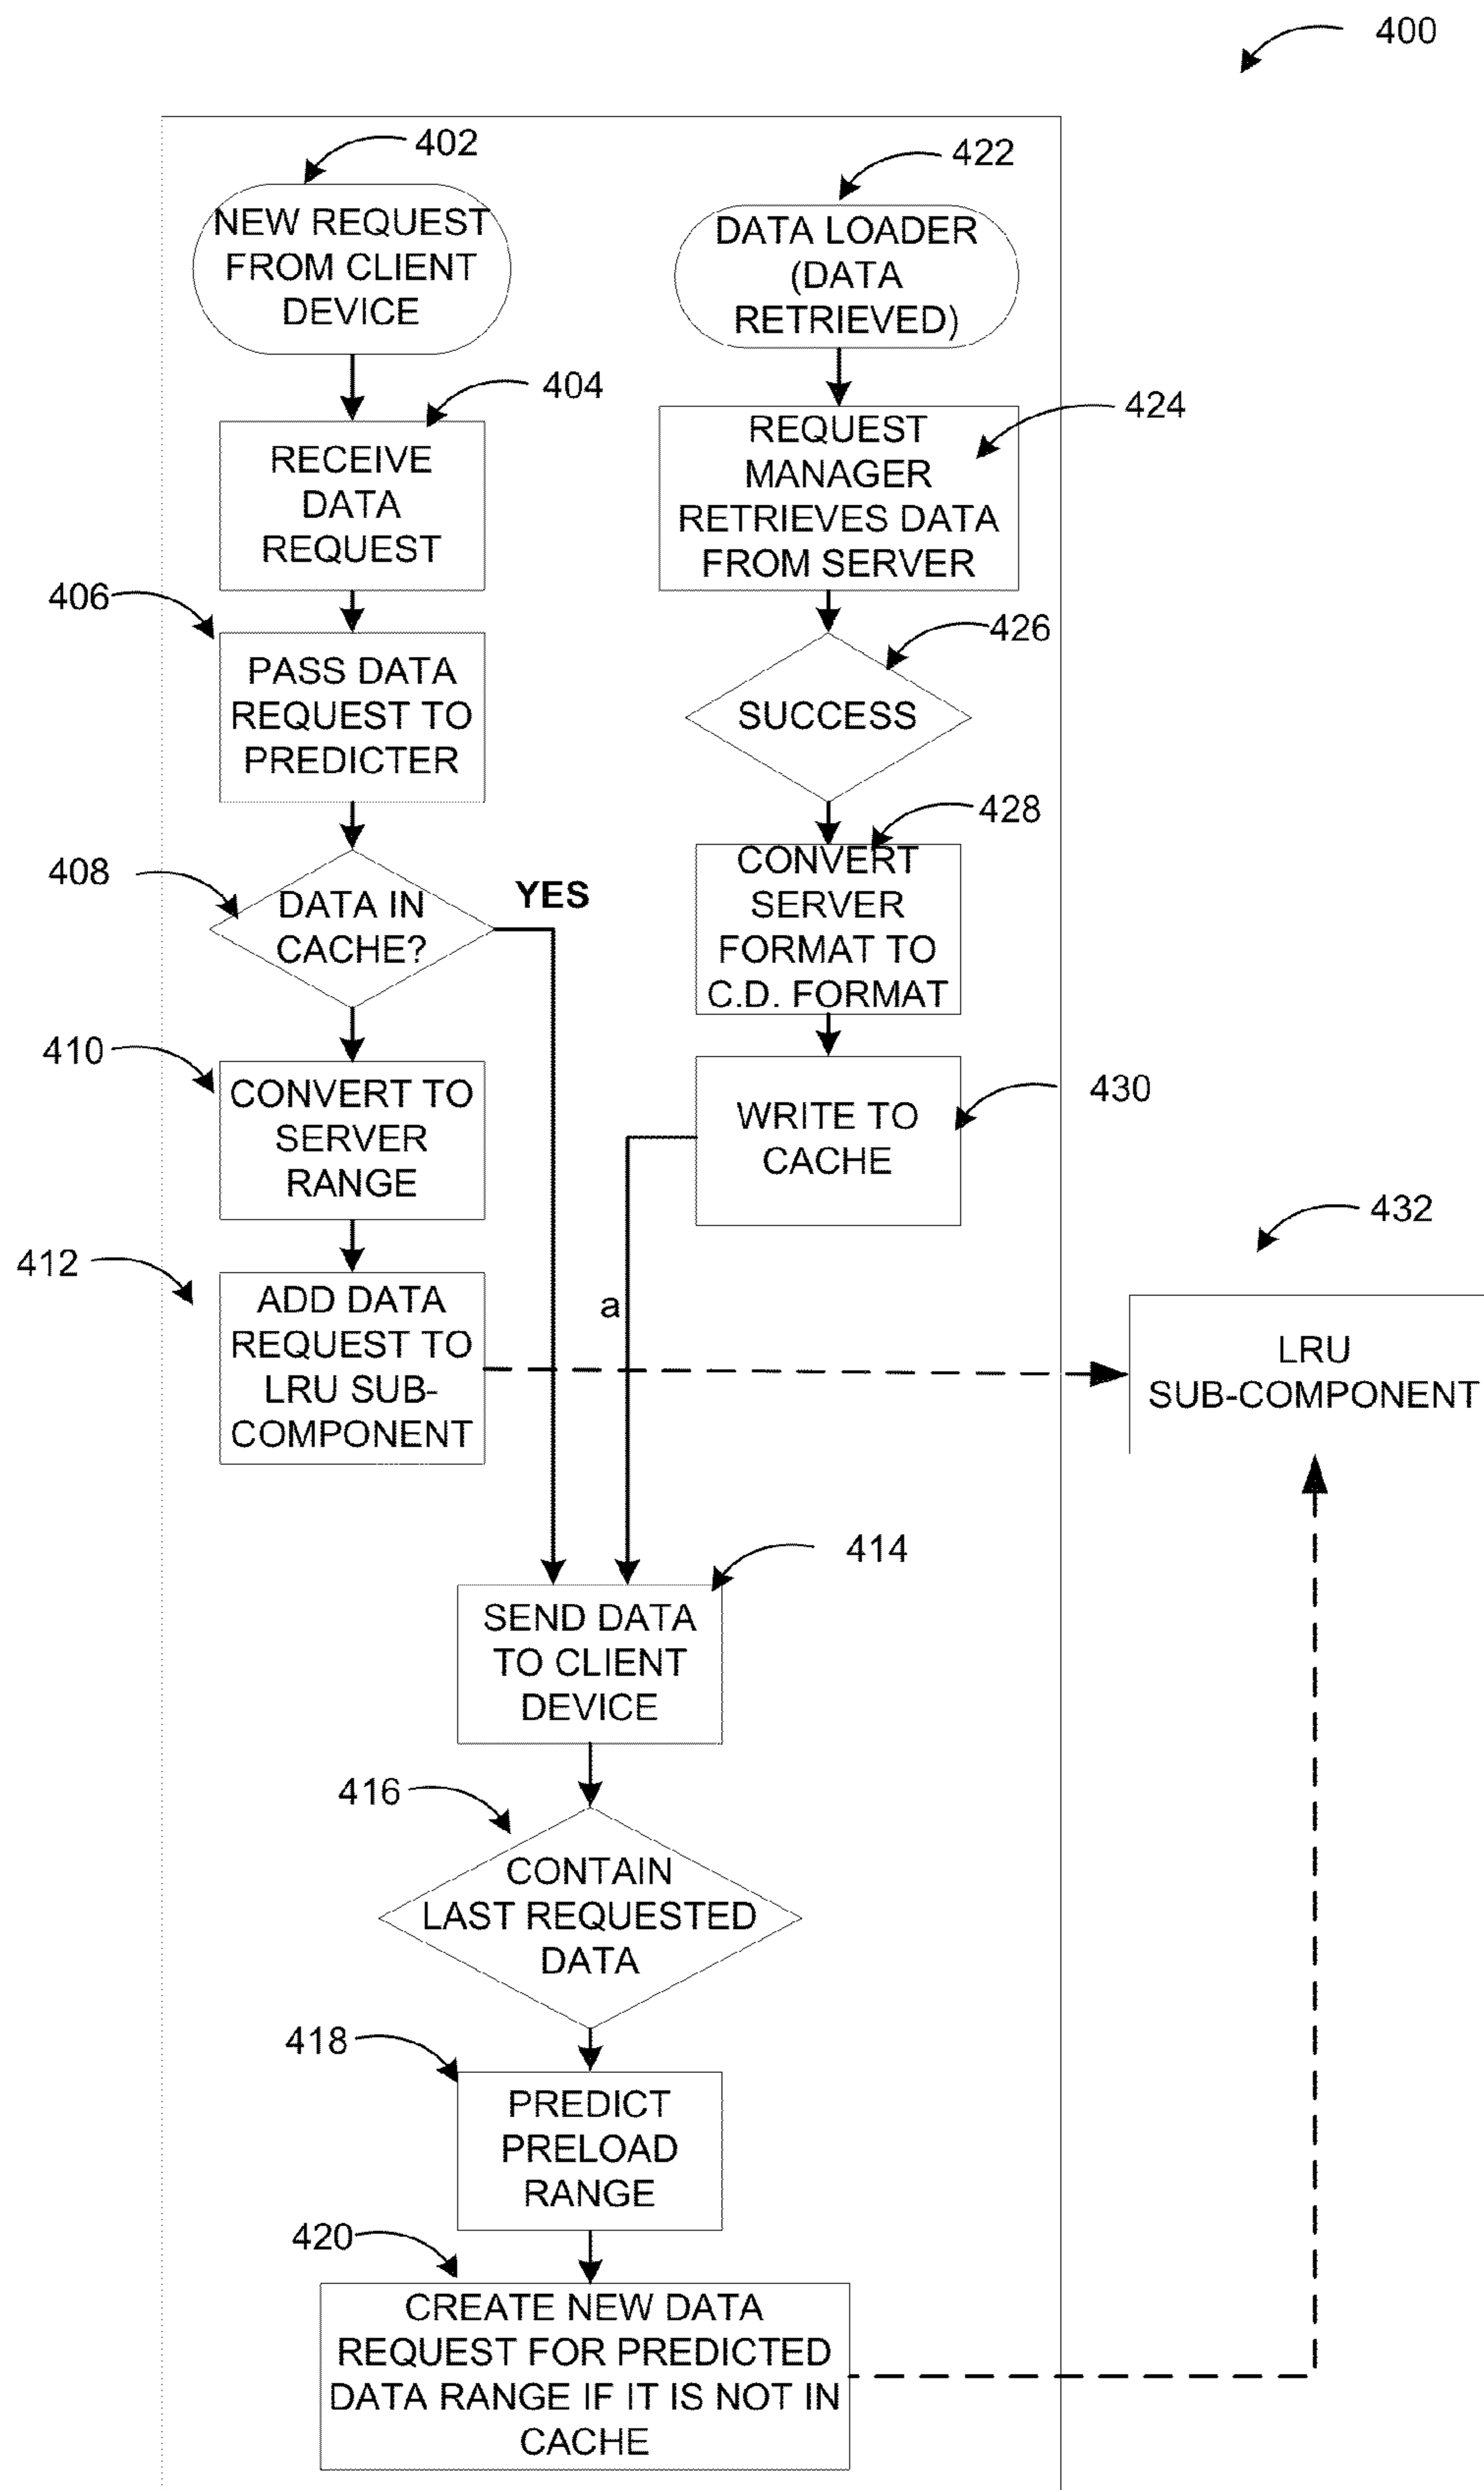 400
402
NEW REQUEST
FROM CLIENT
DEVICE
422
DATA LOADER
(DATA
RETRIEVED)
404
RECEIVE
DATA
REQUEST
424
REQUEST
MANAGER
RETRIEVES DATA
FROM SERVER
406
PASS DATA
REQUEST TO
PREDICTER
426
SUCCESS
408
DATA IN
CACHE?
YES
428
CONVERT
SERVER
FORMAT TO
C.D. FORMAT
410
CONVERT TO
SERVER
RANGE
430
WRITE TO
CACHE
412
ADD DATA
REQUEST TO
LRU SUB-
COMPONENT
a
432
LRU
SUB-COMPONENT
414
SEND DATA
TO CLIENT
DEVICE
416
CONTAIN
LAST REQUESTED
DATA
418
PREDICT
PRELOAD
RANGE
420
CREATE NEW DATA
REQUEST FOR PREDICTED
DATA RANGE IF IT IS NOT IN
CACHE